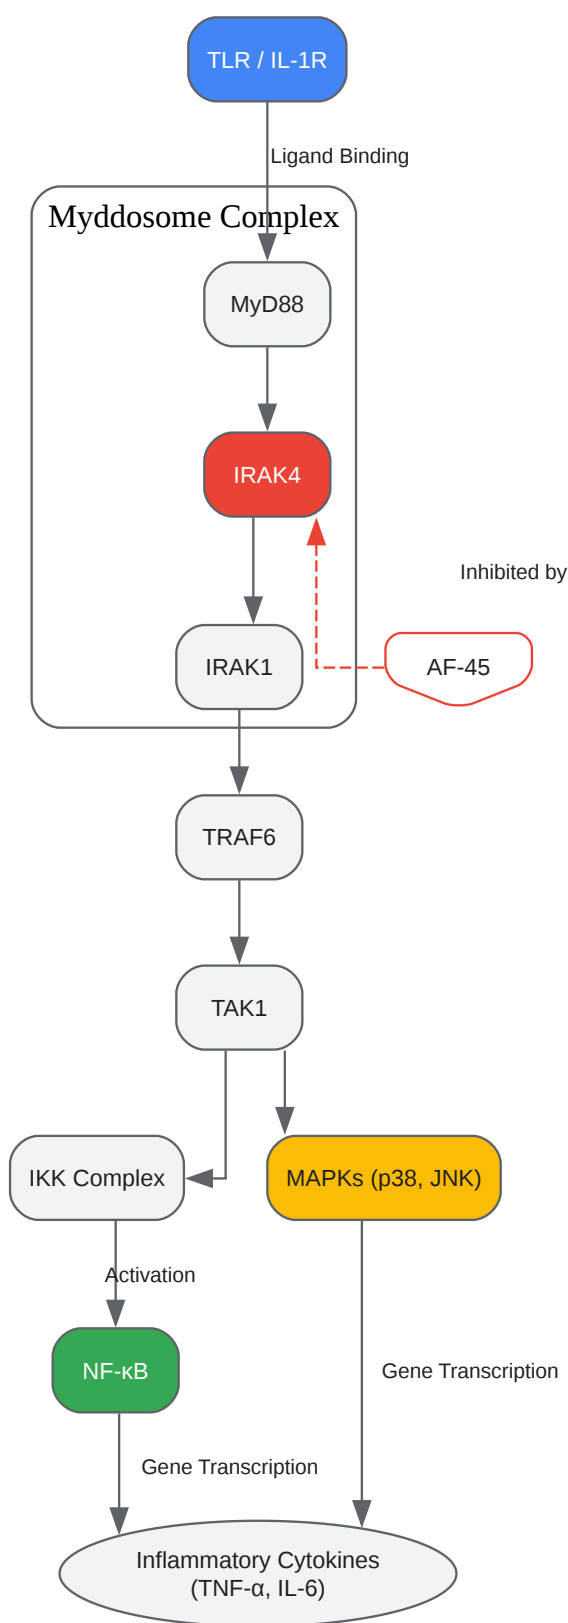 TLR / IL-1R
Ligand Binding
Myddosome Complex
MyD88
IRAK4
Inhibited by
IRAK1
AF-45
TRAF6
TAK1
IKK Complex
MAPKs (p38, JNK)
Activation
NF-κB
Gene Transcription
Gene Transcription
Inflammatory Cytokines
(TNF-α, IL-6)